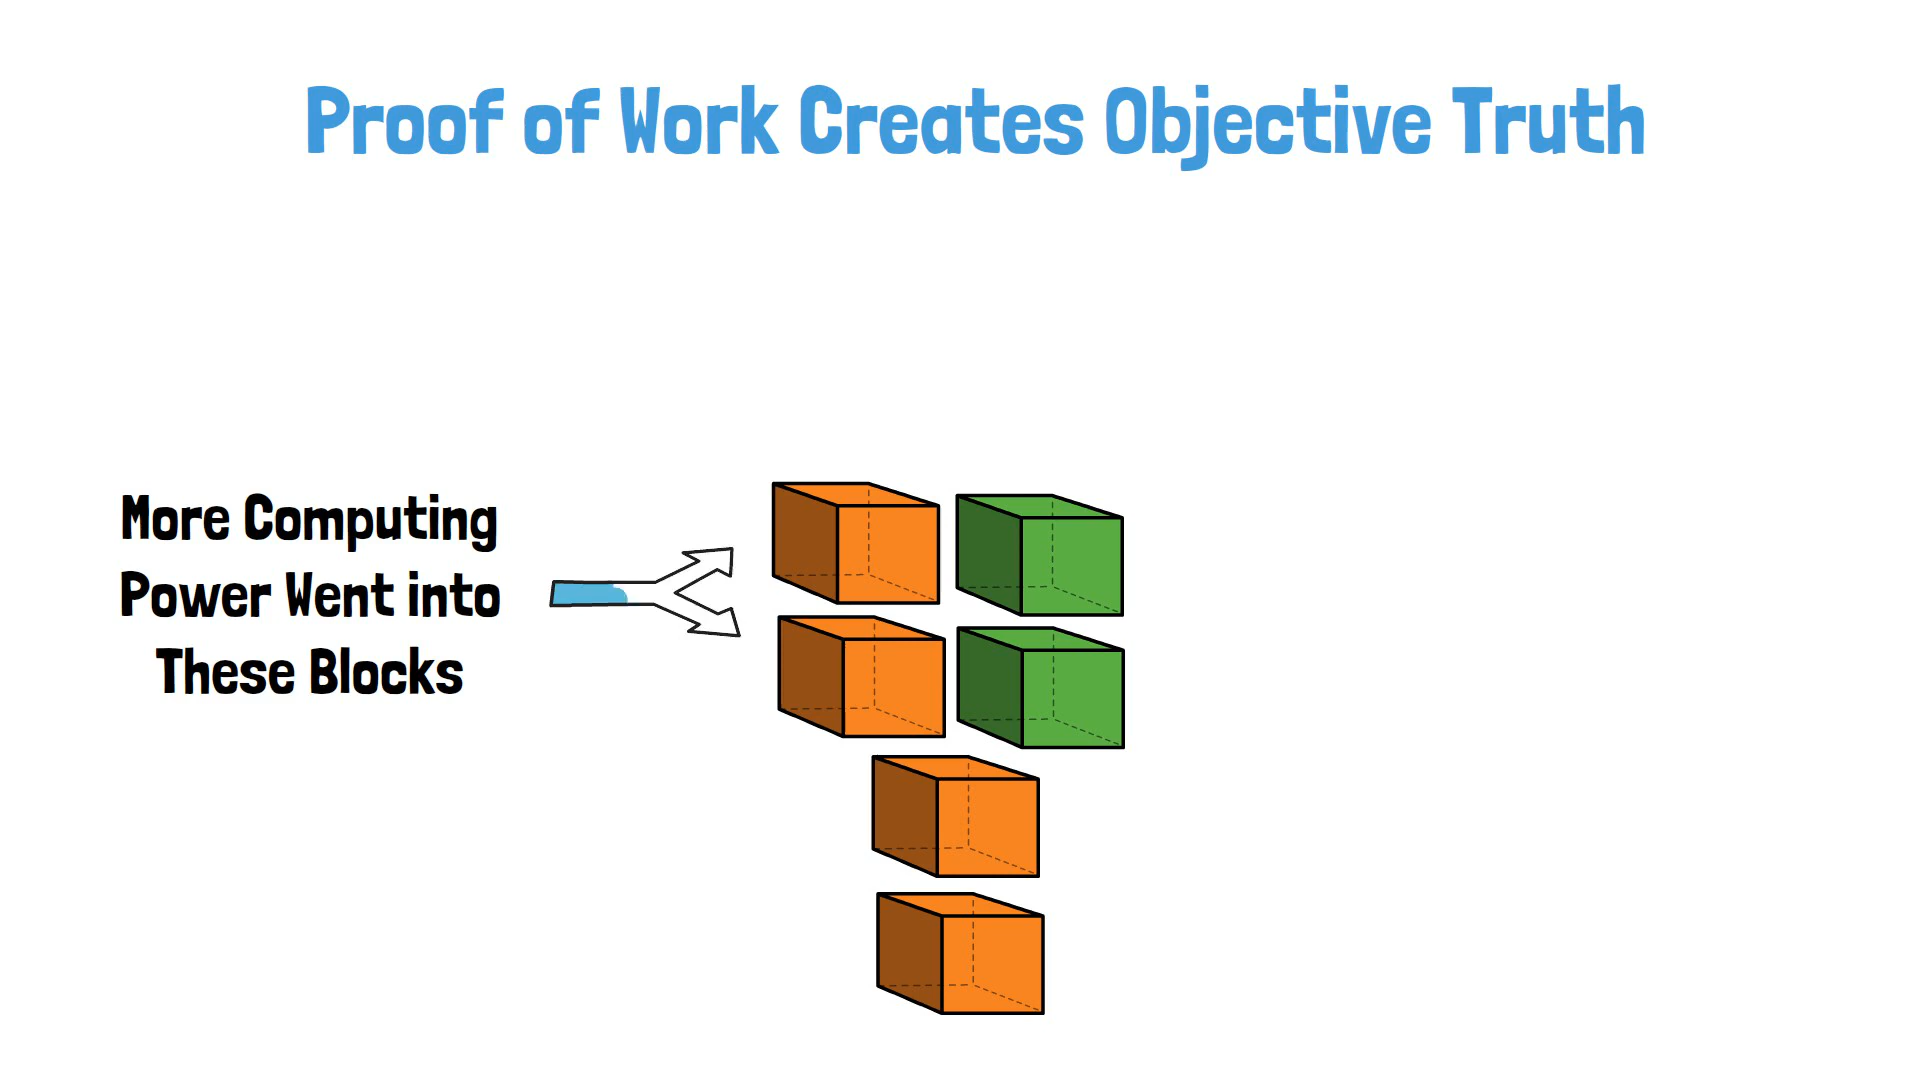 Proof of Work Creates Objective Truth
More Computing
Power Went into
These Blocks